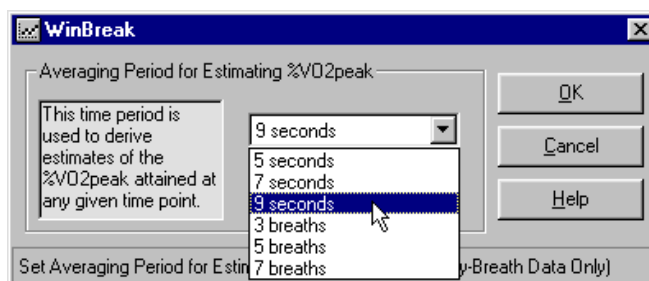 WinBreak
Averaging Period for Estimating %VO2peak
This time period is
used to derive
estimates of the
%VO2peak attained at
any given time point.
9 seconds
5 seconds
7 seconds
9 seconds
3 breaths
5 breaths
7 breaths
OK
Cancel
Help
Set Averaging Period for Estin y-Breath Data Only)